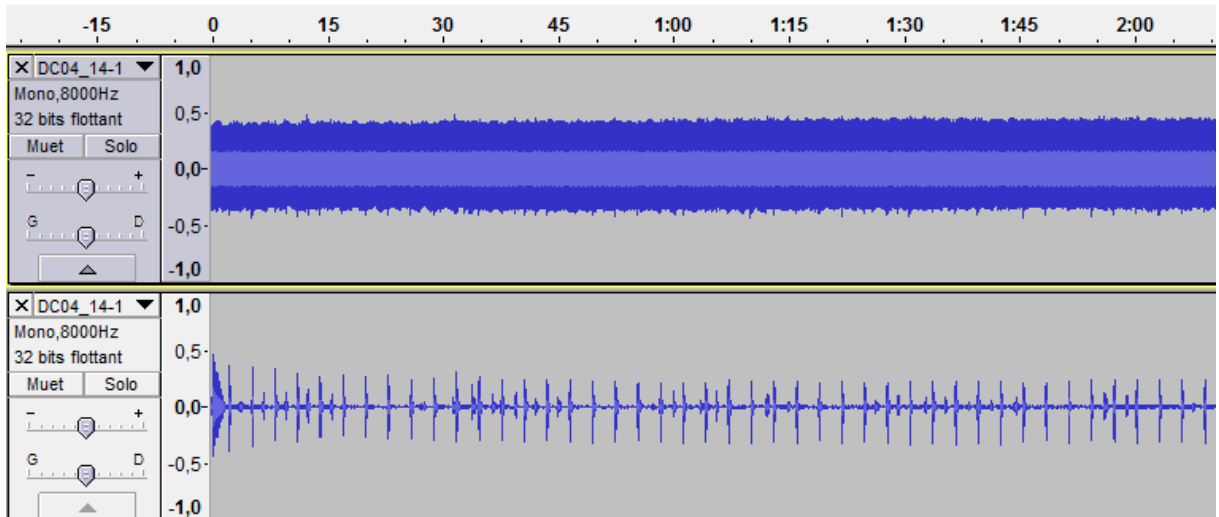 -15 0 15 30 45 1:00 1:15 1:30 1:45 2:00
X DC04_14-1 ▼ 1,0
Mono,8000Hz
32 bits flottant 0,5-
Muet Solo
- + 0,0-
G D -0,5-
-1,0
X DC04_14-1 ▼ 1,0
Mono,8000Hz
32 bits flottant 0,5-
Muet Solo
- + 0,0-
G D -0,5-
-1,0